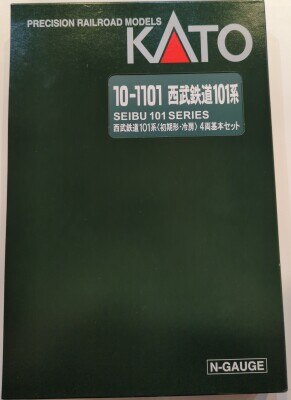 PRECISION RAILROAD MODELS
KATO
10-1101 西武鉄道101系
SEIBU 101 SERIES
西武鉄道101系〈初期形・冷房〉 4両基本セット
N-GAUGE